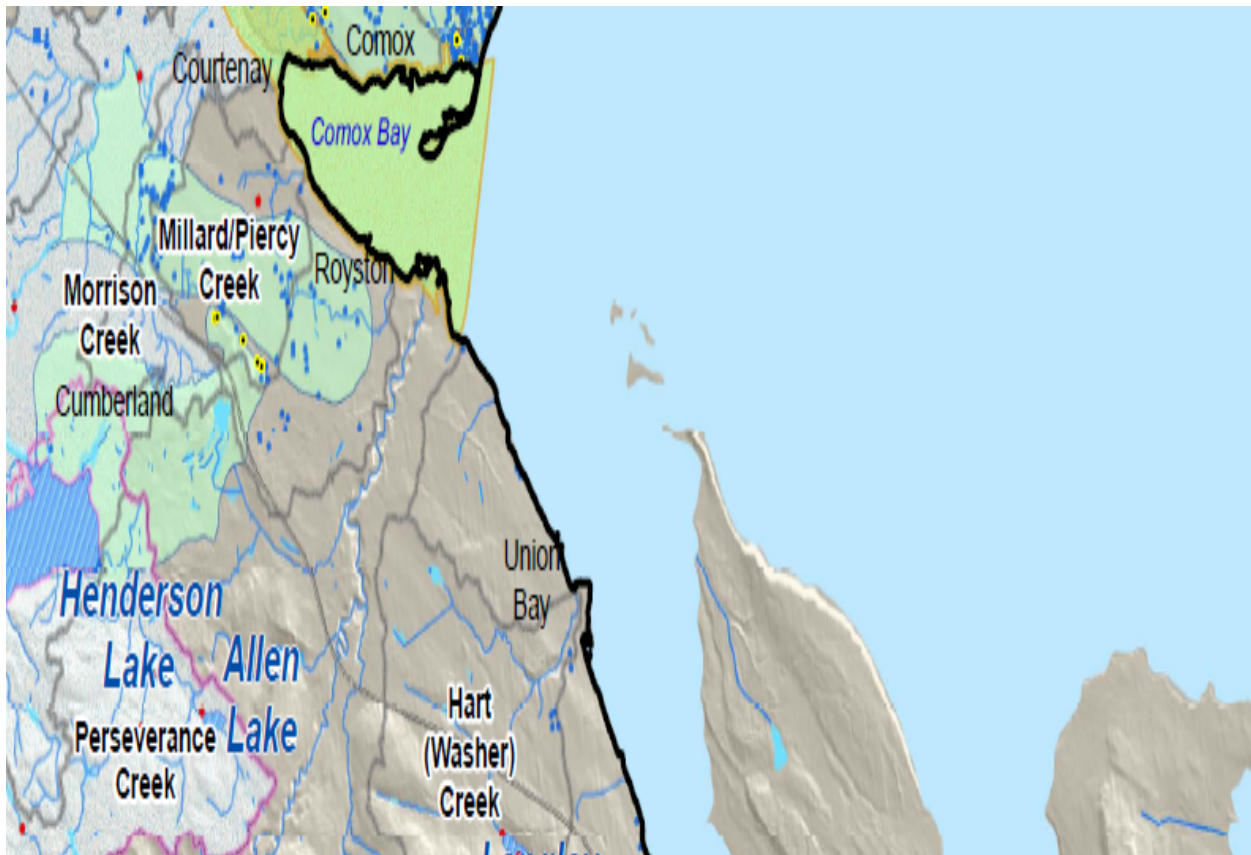 Comox
Courtenay
Comox Bay
Millard/Piercy
Creek
Royston
Morrison
Creek
Cumberland
Union
Bay
Henderson
Lake
Allen
Lake
Hart
(Washer)
Creek
Perseverance
Creek